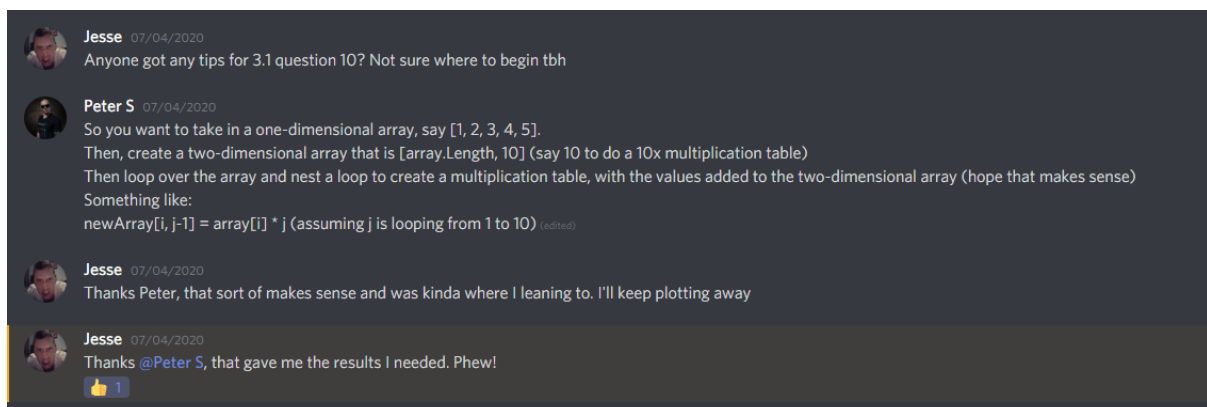 Jesse 07/04/2020
Anyone got any tips for 3.1 question 10? Not sure where to begin tbh
Peter S 07/04/2020
So you want to take in a one-dimensional array, say [1, 2, 3, 4, 5].
Then, create a two-dimensional array that is [array.Length, 10] (say 10 to do a 10x multiplication table)
Then loop over the array and nest a loop to create a multiplication table, with the values added to the two-dimensional array (hope that makes sense)
Something like:
newArray[i, j-1] = array[i] * j (assuming j is looping from 1 to 10) (edited)
Jesse 07/04/2020
Thanks Peter, that sort of makes sense and was kinda where I leaning to. I'll keep plotting away
Jesse 07/04/2020
Thanks @Peter S, that gave me the results I needed. Phew!
👍 1